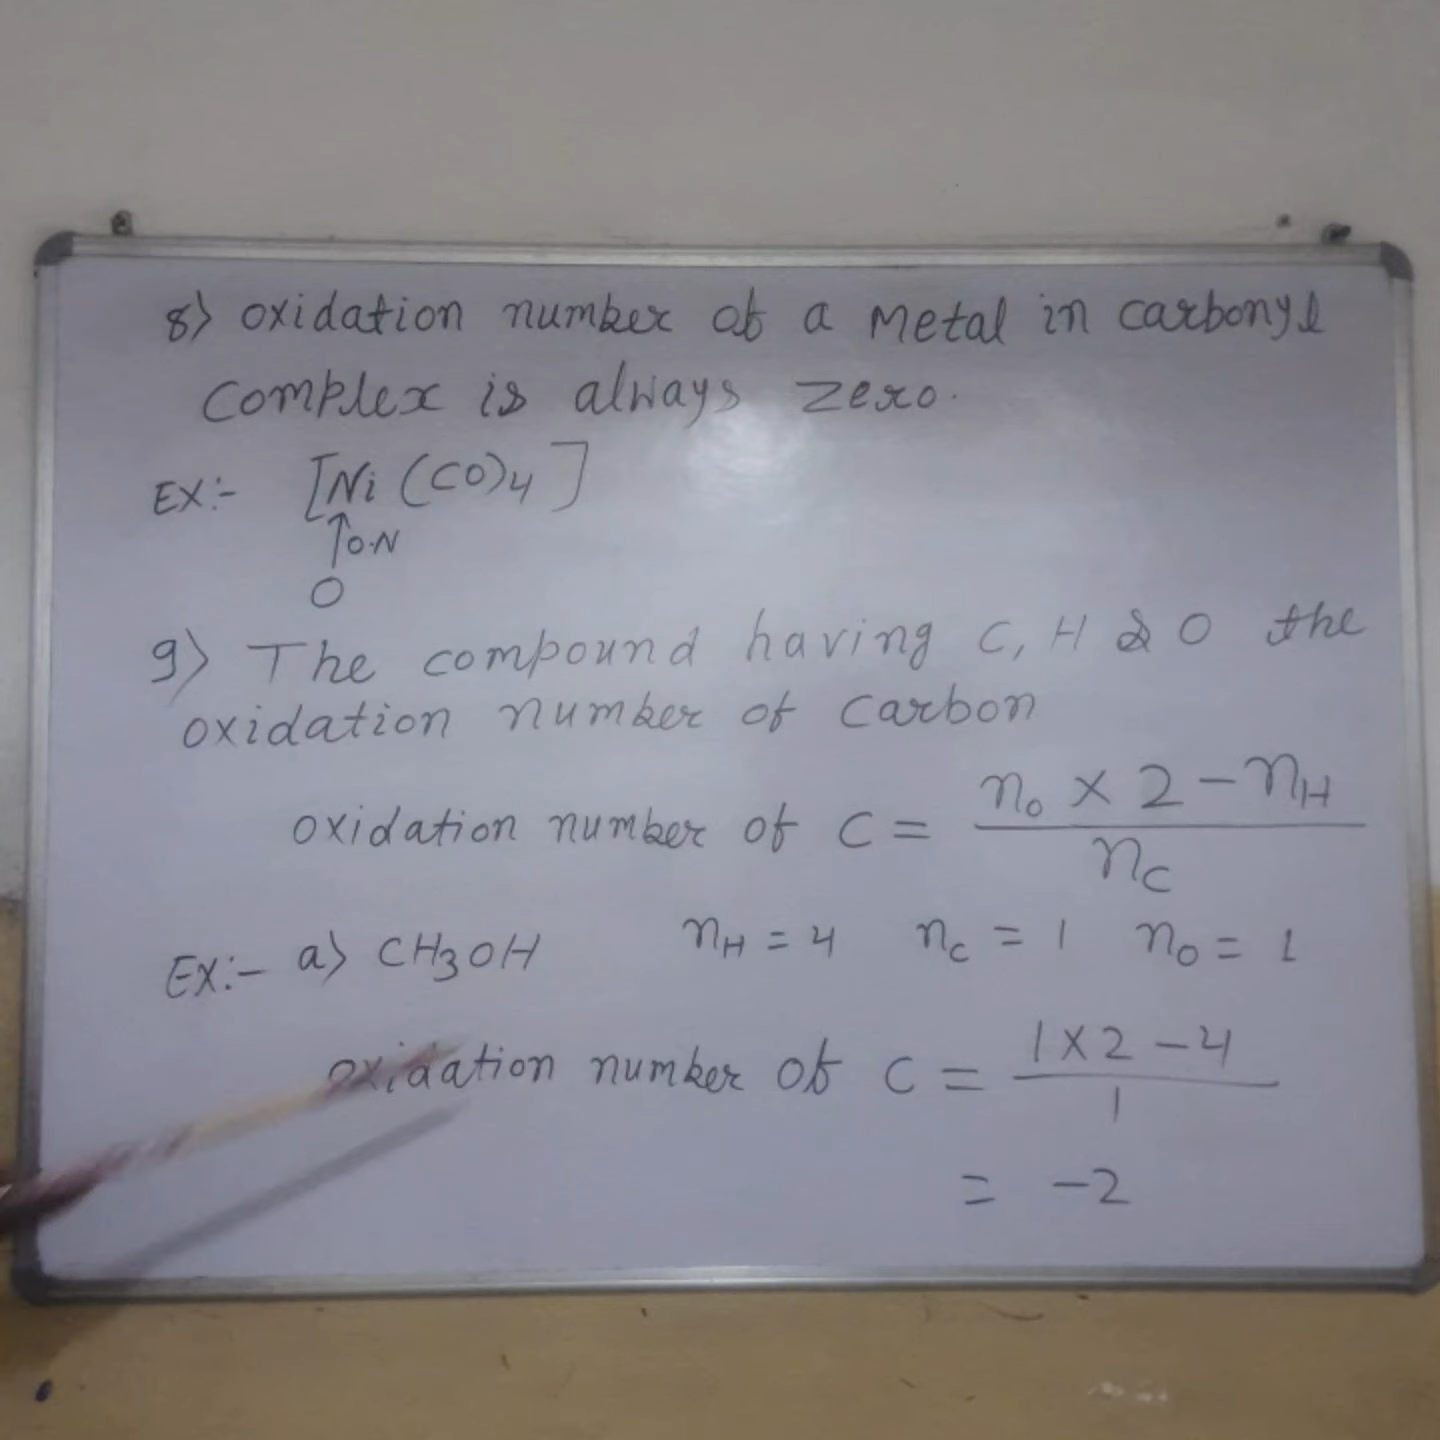 8) oxidation number of a Metal in carbonyl
complex is always zero.
EX:- [Ni (CO)4]
↑O.N
O
9) The compound having C, H & O the
oxidation number of carbon
oxidation number of C = (no × 2 - nH) / nC
EX:- a) CH3OH nH = 4 nC = 1 nO = 1
oxidation number of C = (1 × 2 - 4) / 1
= -2